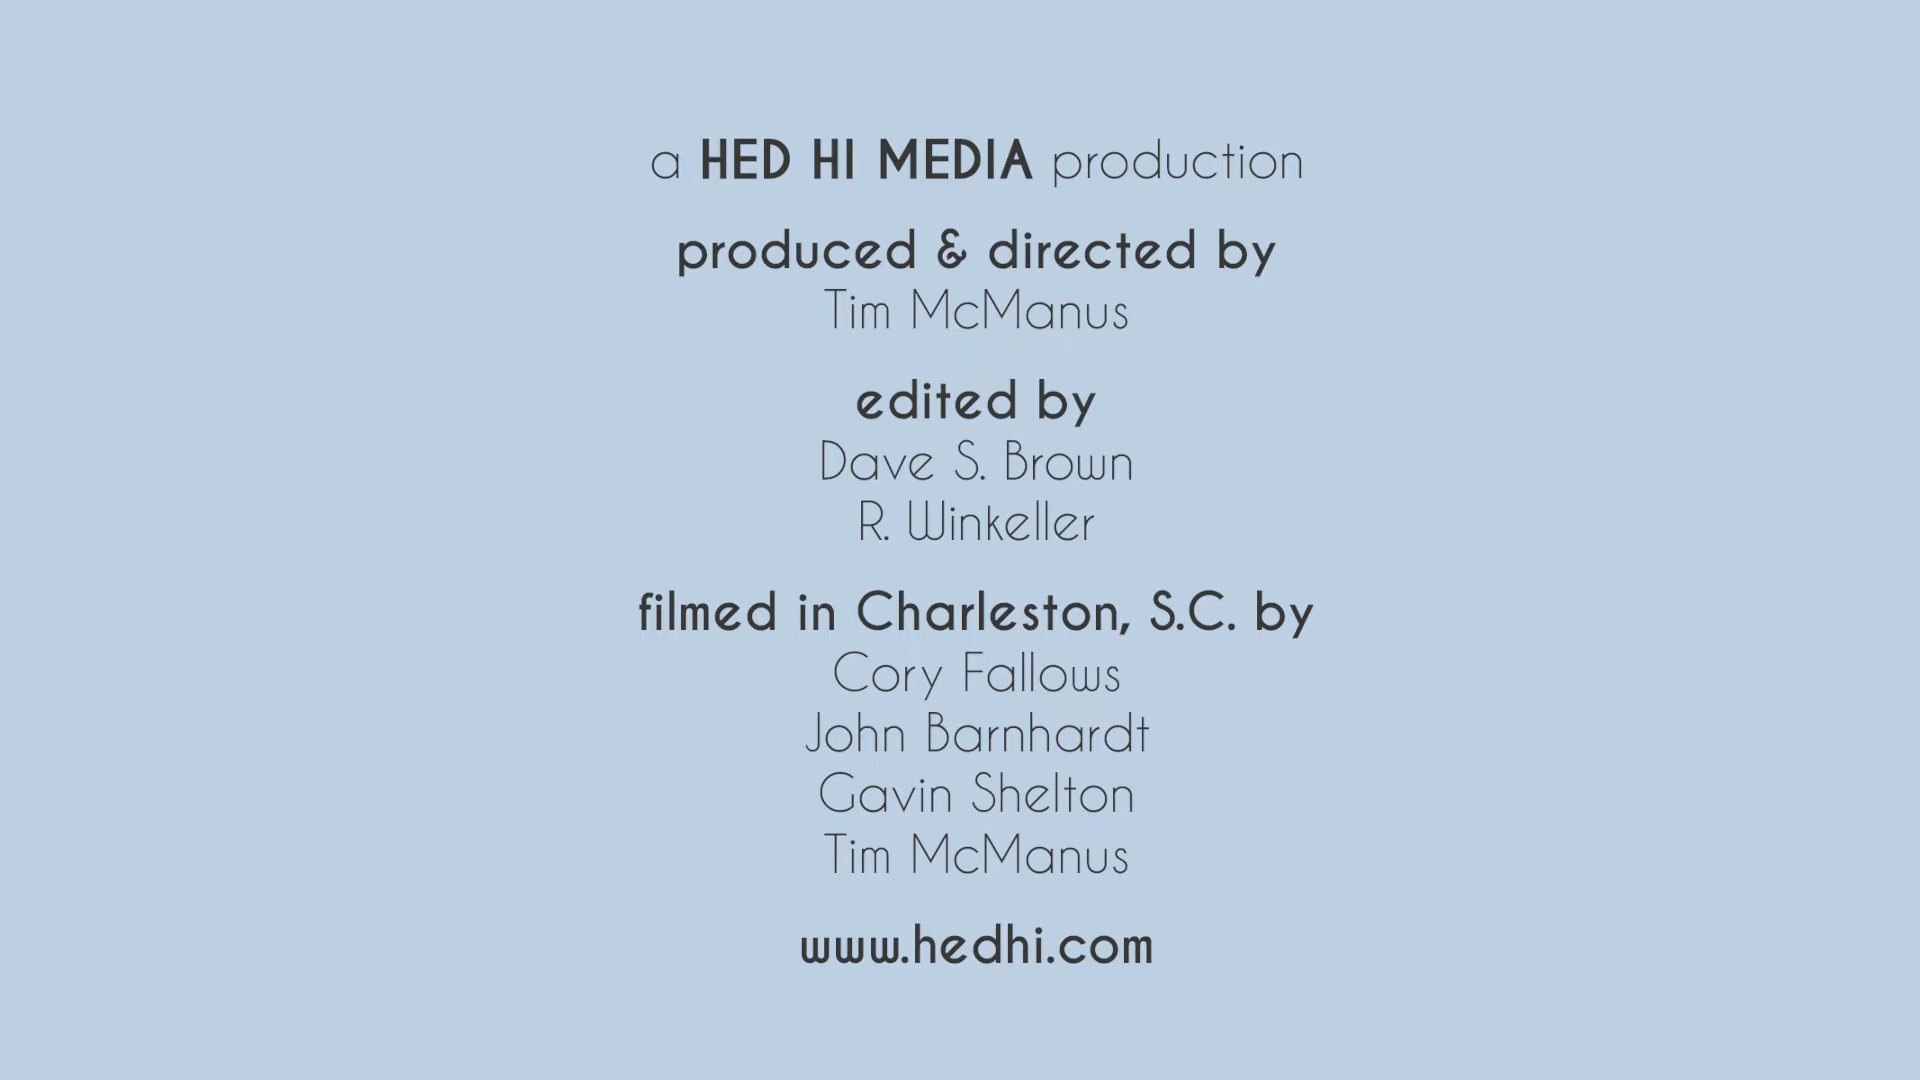 a HED HI MEDIA production
produced & directed by
Tim McManus
edited by
Dave S. Brown
R. Winkeller
filmed in Charleston, S.C. by
Cory Fallows
John Barnhardt
Gavin Shelton
Tim McManus
www.hedhi.com